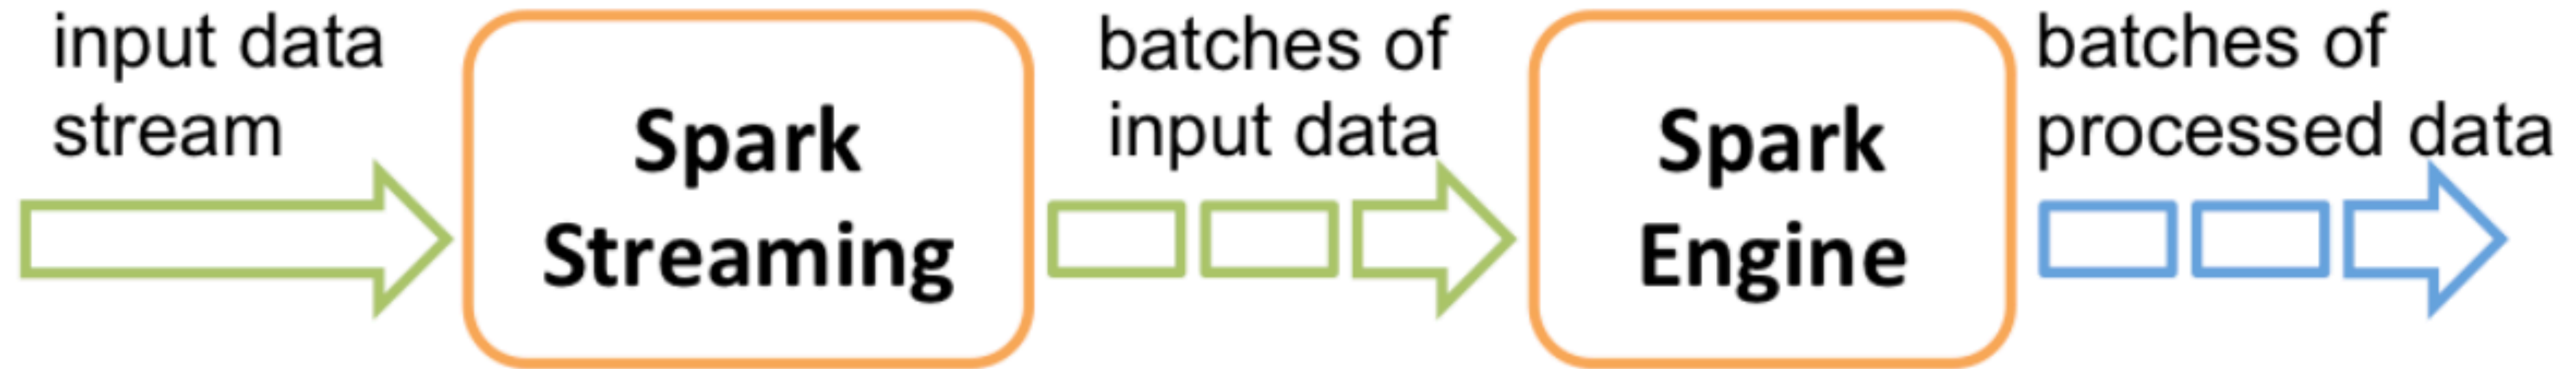 input data
stream
Spark
Streaming
batches of
input data
Spark
Engine
batches of
processed data